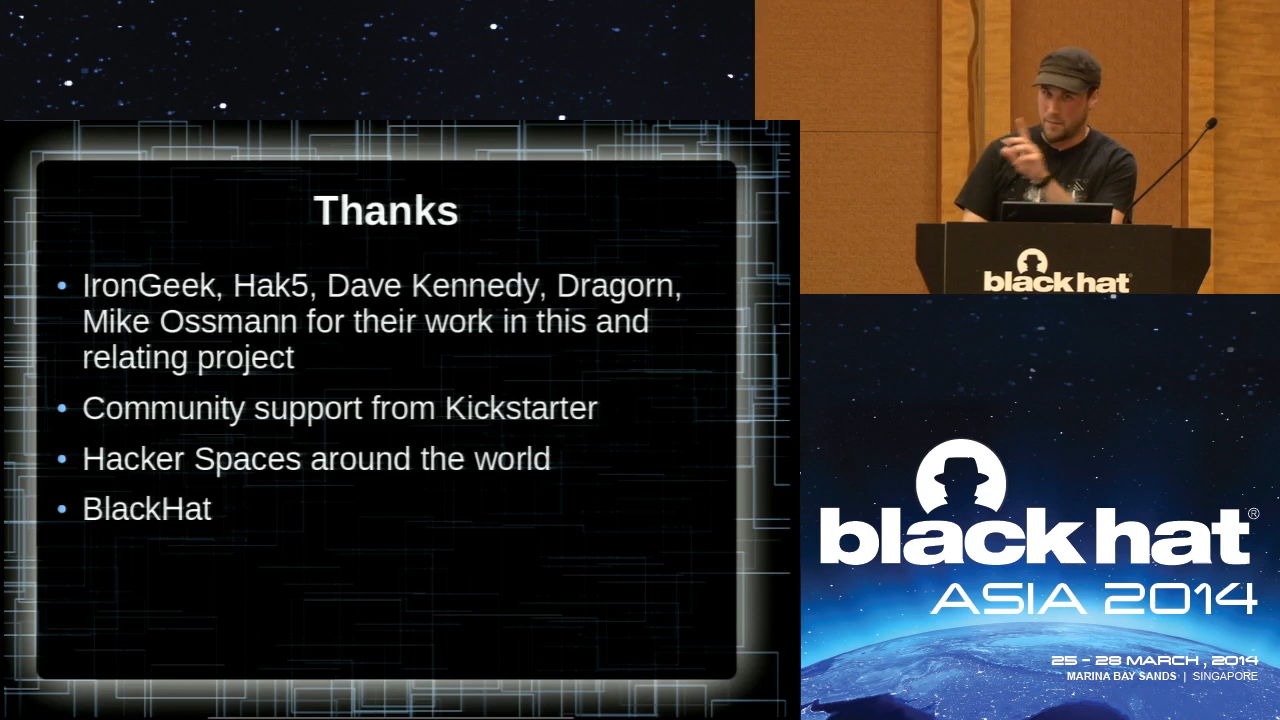 Thanks
• IronGeek, Hak5, Dave Kennedy, Dragorn,
Mike Ossmann for their work in this and
relating project
• Community support from Kickstarter
• Hacker Spaces around the world
• BlackHat
black hat
black hat®
ASIA 2014
25 - 28 MARCH, 2014
MARINA BAY SANDS | SINGAPORE